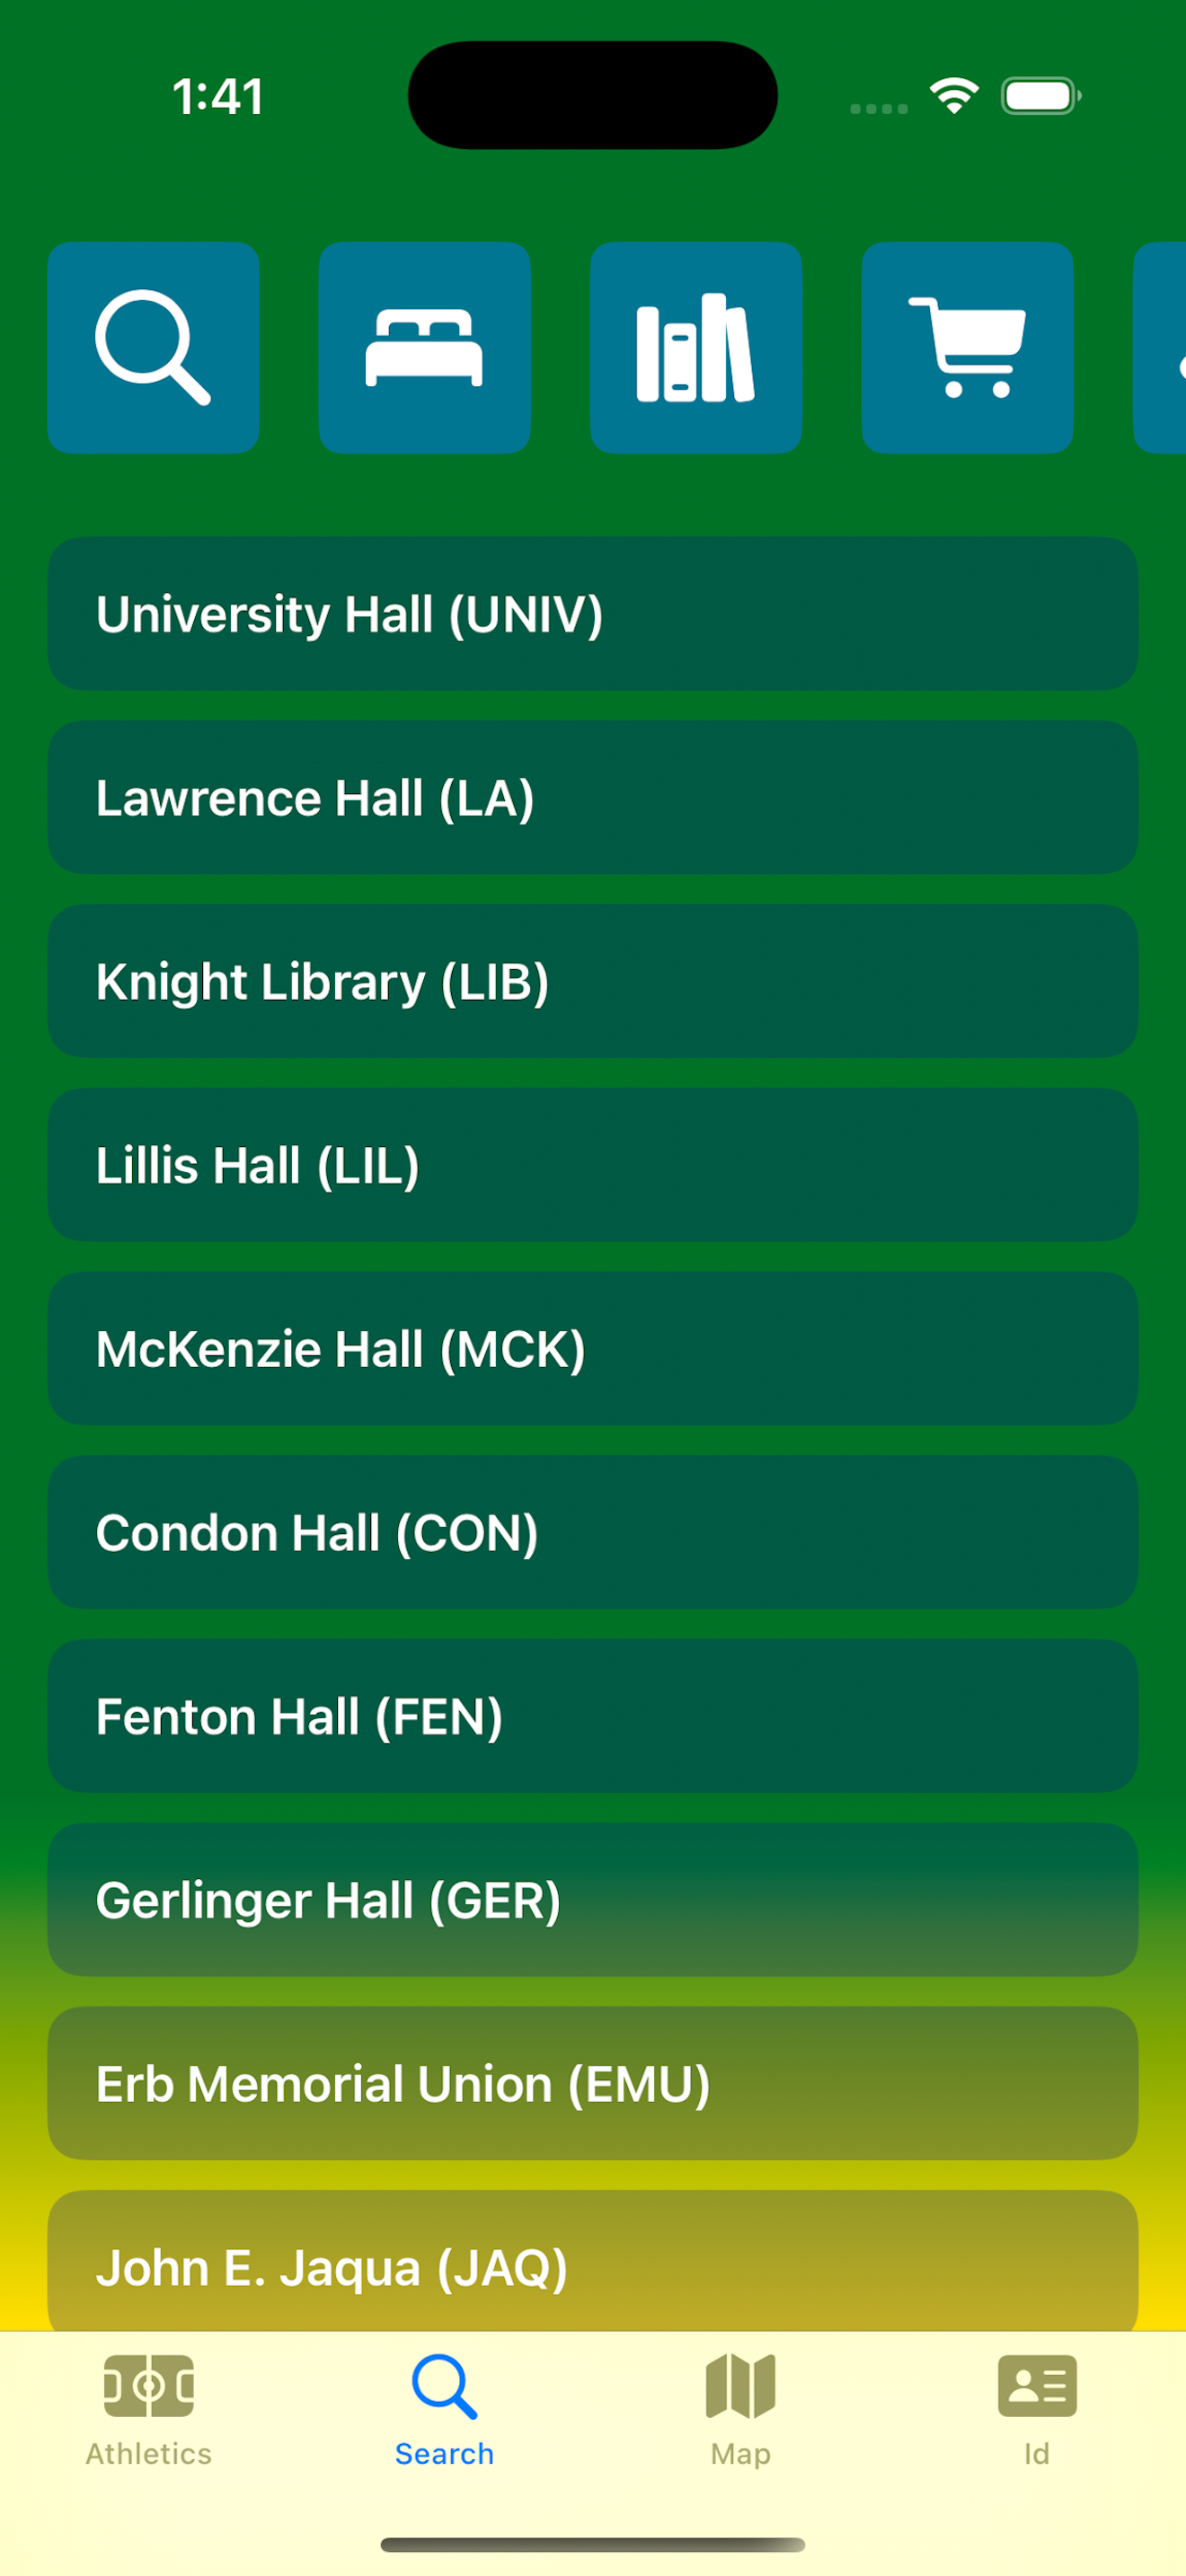 1:41
University Hall (UNIV)
Lawrence Hall (LA)
Knight Library (LIB)
Lillis Hall (LIL)
McKenzie Hall (MCK)
Condon Hall (CON)
Fenton Hall (FEN)
Gerlinger Hall (GER)
Erb Memorial Union (EMU)
John E. Jaqua (JAQ)
Athletics Search Map Id